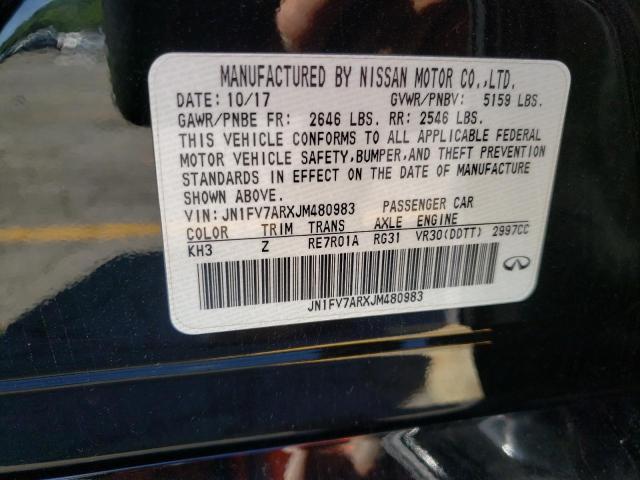 MANUFACTURED BY NISSAN MOTOR CO.,LTD.
DATE: 10/17 GVWR/PNBV: 5159 LBS.
GAWR/PNBE FR: 2646 LBS. RR: 2546 LBS.
THIS VEHICLE CONFORMS TO ALL APPLICABLE FEDERAL
MOTOR VEHICLE SAFETY,BUMPER,AND THEFT PREVENTION
STANDARDS IN EFFECT ON THE DATE OF MANUFACTURE
SHOWN ABOVE.
VIN: JN1FV7ARXJM480983 PASSENGER CAR
COLOR TRIM TRANS AXLE ENGINE
KH3 Z RE7R01A RG31 VR30(DDTT) 2997CC
JN1FV7ARXJM480983